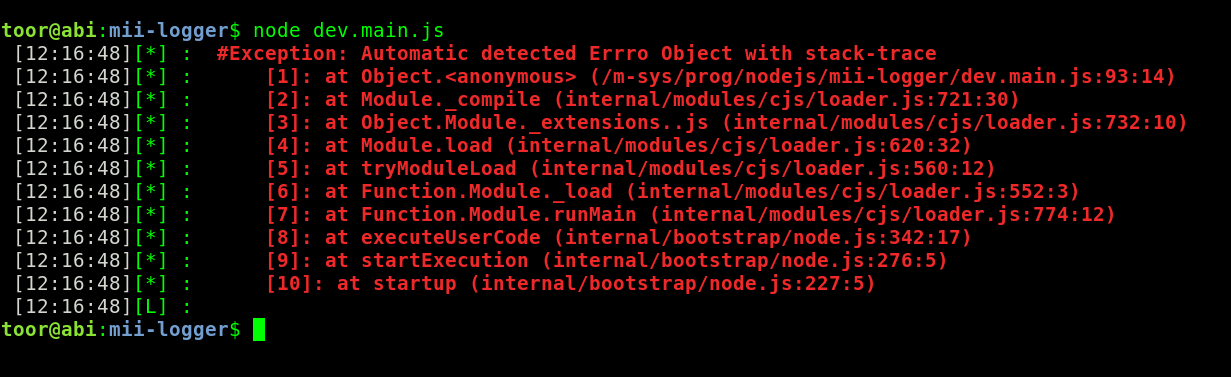 toor@abi:mii-logger$ node dev.main.js
[12:16:48][*] : #Exception: Automatic detected Errro Object with stack-trace
[12:16:48][*] : [1]: at Object.<anonymous> (/m-sys/prog/nodejs/mii-logger/dev.main.js:93:14)
[12:16:48][*] : [2]: at Module._compile (internal/modules/cjs/loader.js:721:30)
[12:16:48][*] : [3]: at Object.Module._extensions..js (internal/modules/cjs/loader.js:732:10)
[12:16:48][*] : [4]: at Module.load (internal/modules/cjs/loader.js:620:32)
[12:16:48][*] : [5]: at tryModuleLoad (internal/modules/cjs/loader.js:560:12)
[12:16:48][*] : [6]: at Function.Module._load (internal/modules/cjs/loader.js:552:3)
[12:16:48][*] : [7]: at Function.Module.runMain (internal/modules/cjs/loader.js:774:12)
[12:16:48][*] : [8]: at executeUserCode (internal/bootstrap/node.js:342:17)
[12:16:48][*] : [9]: at startExecution (internal/bootstrap/node.js:276:5)
[12:16:48][*] : [10]: at startup (internal/bootstrap/node.js:227:5)
[12:16:48][L] :
toor@abi:mii-logger$